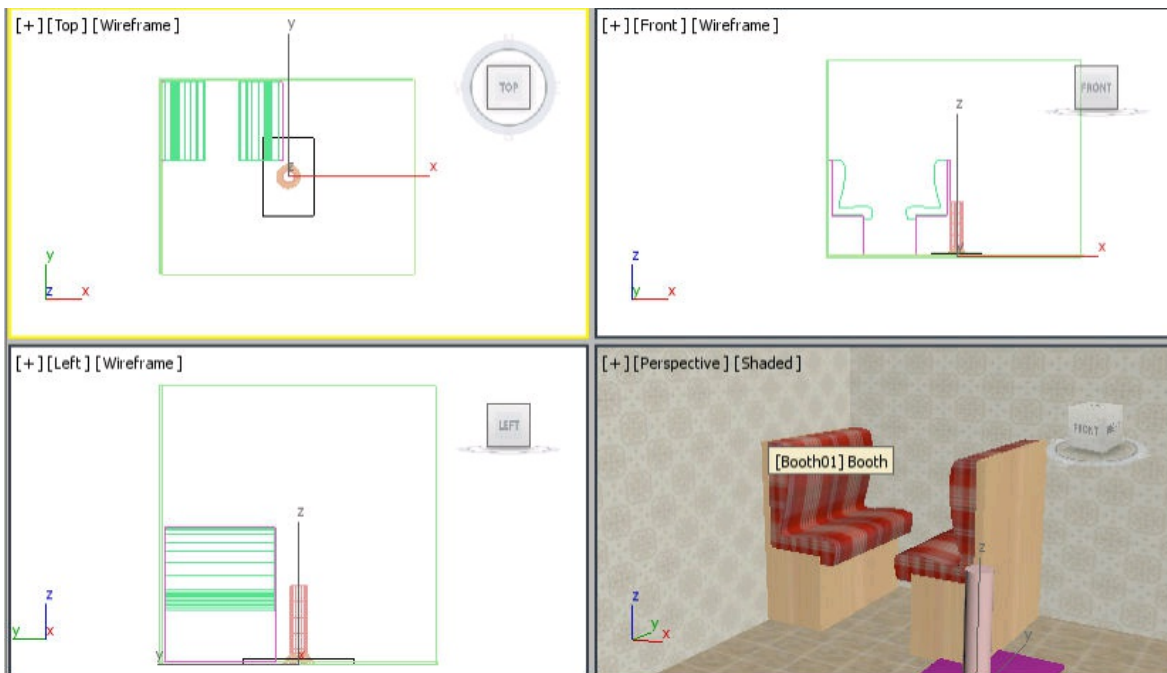 [+] [Top] [Wireframe]
y
TOP
z
x
y
z
x
[+] [Front] [Wireframe]
FRONT
z
y
x
z
y
x
[+] [Left] [Wireframe]
LEFT
z
y
x
z
y
x
[+] [Perspective] [Shaded]
FRONT
[Booth01] Booth
z
y
z
y
x